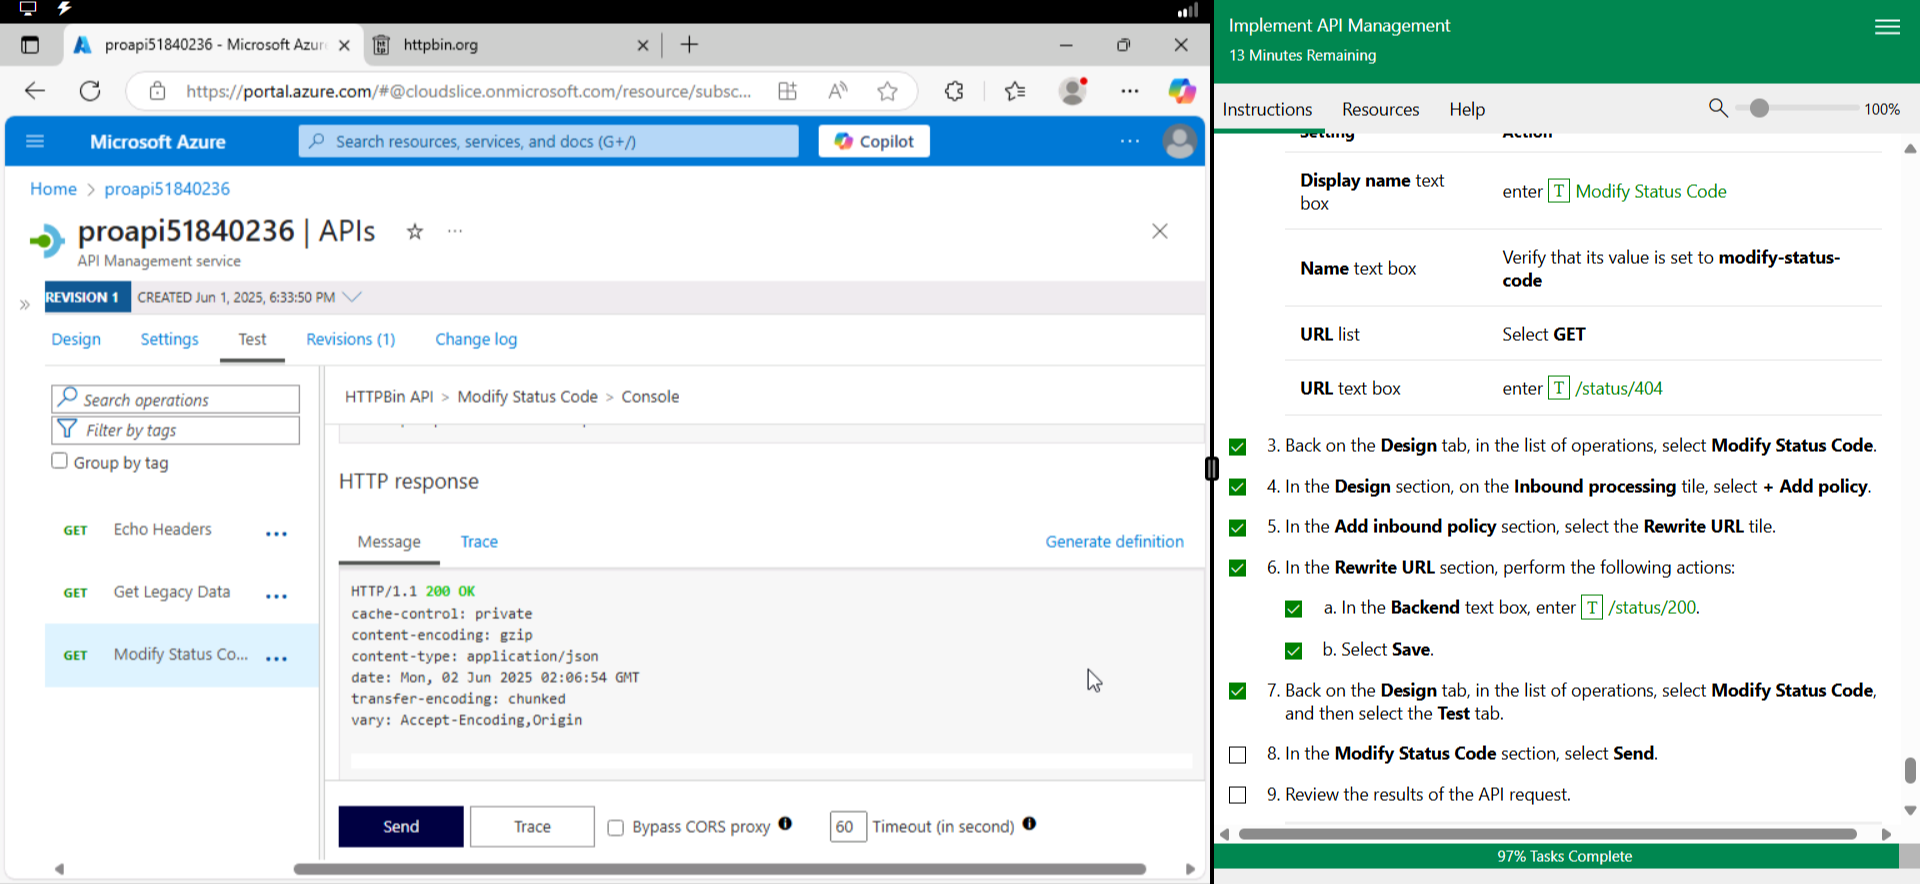 proapi51840236 - Microsoft Azur
httpbin.org
https://portal.azure.com/#@cloudslice.onmicrosoft.com/resource/subsc...
Microsoft Azure
Search resources, services, and docs (G+/)
Copilot
Home > proapi51840236
proapi51840236 | APIs
API Management service
REVISION 1 CREATED Jun 1, 2025, 6:33:50 PM
Design Settings Test Revisions (1) Change log
Search operations
Filter by tags
Group by tag
GET Echo Headers
GET Get Legacy Data
GET Modify Status Co...
HTTPBin API > Modify Status Code > Console
HTTP response
Message Trace Generate definition
HTTP/1.1 200 OK
cache-control: private
content-encoding: gzip
content-type: application/json
date: Mon, 02 Jun 2025 02:06:54 GMT
transfer-encoding: chunked
vary: Accept-Encoding,Origin
Send Trace Bypass CORS proxy 60 Timeout (in second)
Implement API Management
13 Minutes Remaining
Instructions Resources Help 100%
Setting Action
Display name text box enter T Modify Status Code
Name text box Verify that its value is set to modify-status-code
URL list Select GET
URL text box enter T /status/404
3. Back on the Design tab, in the list of operations, select Modify Status Code.
4. In the Design section, on the Inbound processing tile, select + Add policy.
5. In the Add inbound policy section, select the Rewrite URL tile.
6. In the Rewrite URL section, perform the following actions:
a. In the Backend text box, enter T /status/200.
b. Select Save.
7. Back on the Design tab, in the list of operations, select Modify Status Code,
and then select the Test tab.
8. In the Modify Status Code section, select Send.
9. Review the results of the API request.
97% Tasks Complete